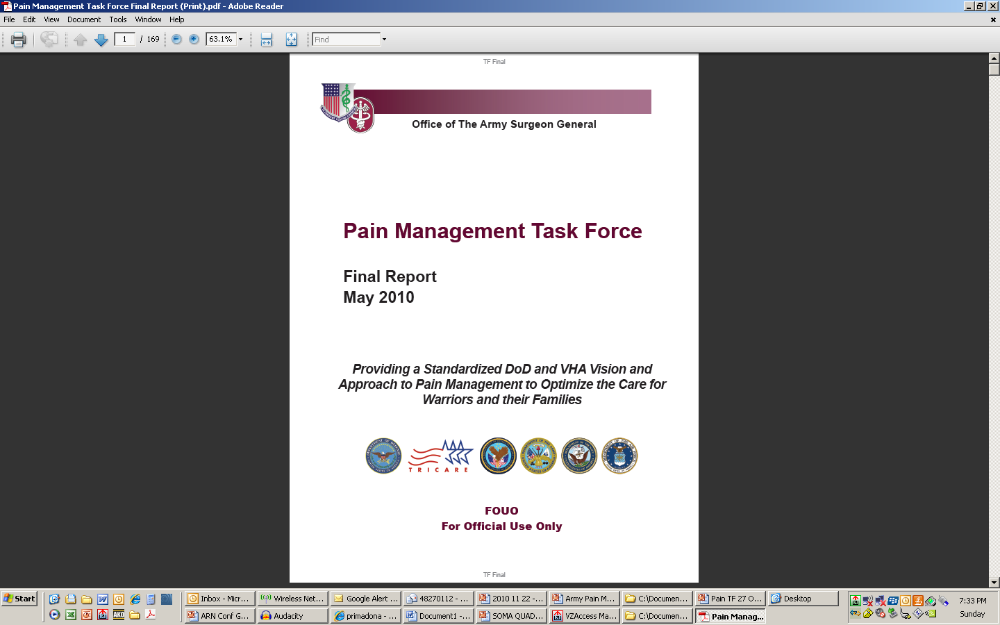 Pain Management Task Force Final Report (Print).pdf - Adobe Reader
File Edit View Document Tools Window Help
1 / 169 63.1% Find
TF Final
Office of The Army Surgeon General
Pain Management Task Force
Final Report
May 2010
Providing a Standardized DoD and VHA Vision and
Approach to Pain Management to Optimize the Care for
Warriors and their Families
TRICARE
FOUO
For Official Use Only
TF Final
Start Inbox - Micr... Wireless Net... Google Alert ... 48270112 - ... 2010 11 22 -... Army Pain M... C:\Documen... Pain TF 27 O... Desktop 7:33 PM
AKO ARN Conf G... Audacity primadona - ... Document1 -... SOMA QUAD... VZAccess Ma... C:\Documen... Pain Manag... Sunday